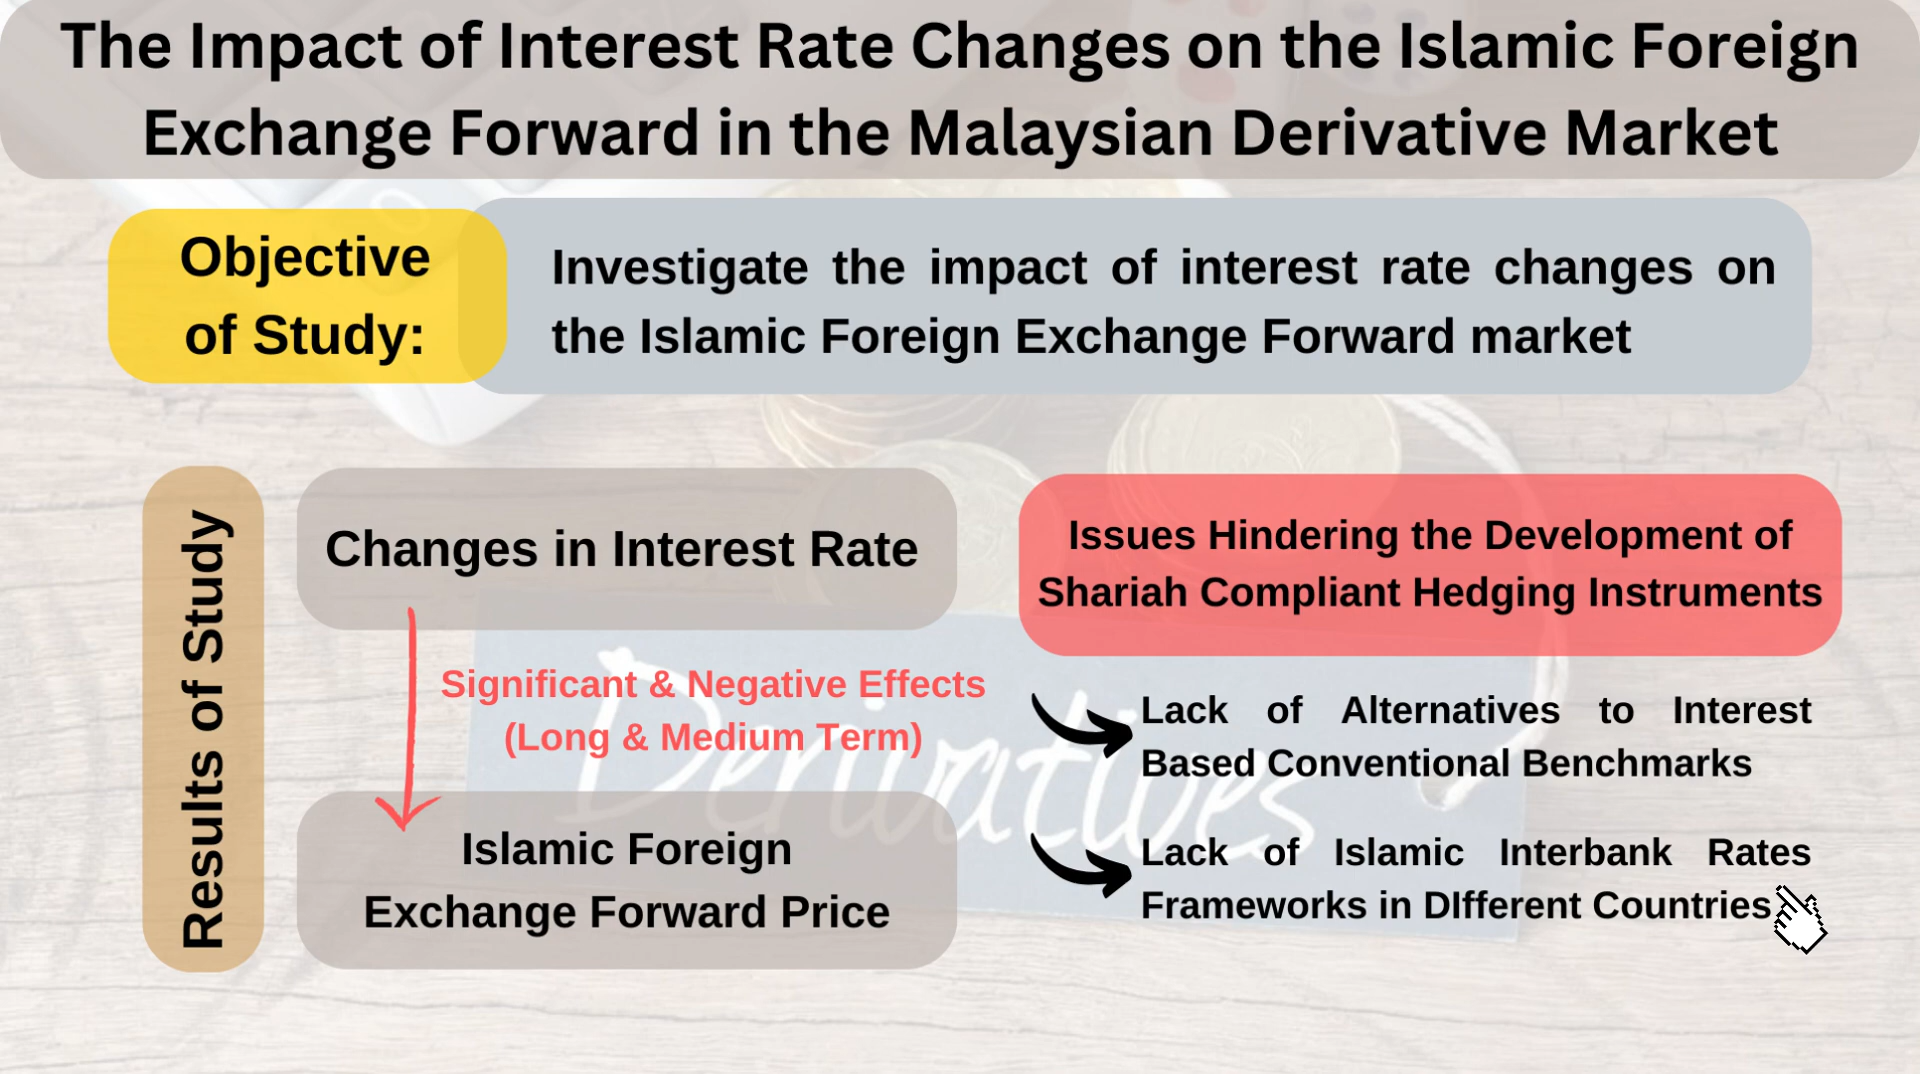 The Impact of Interest Rate Changes on the Islamic Foreign
Exchange Forward in the Malaysian Derivative Market
Objective
of Study:
Investigate the impact of interest rate changes on
the Islamic Foreign Exchange Forward market
Results of Study
Changes in Interest Rate
Significant & Negative Effects
(Long & Medium Term)
Islamic Foreign
Exchange Forward Price
Issues Hindering the Development of
Shariah Compliant Hedging Instruments
Lack of Alternatives to Interest
Based Conventional Benchmarks
Lack of Islamic Interbank Rates
Frameworks in DIfferent Countries
Derivatives